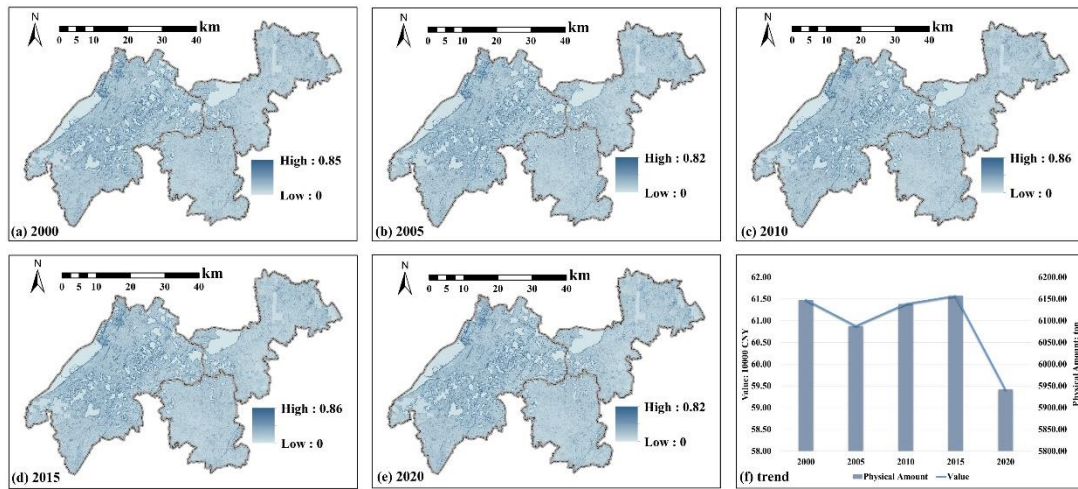 N
km
0 5 10 20 30 40
High : 0.85
Low : 0
(a) 2000
N
km
0 5 10 20 30 40
High : 0.82
Low : 0
(b) 2005
N
km
0 5 10 20 30 40
High : 0.86
Low : 0
(c) 2010
N
km
0 5 10 20 30 40
High : 0.86
Low : 0
(d) 2015
N
km
0 5 10 20 30 40
High : 0.82
Low : 0
(e) 2020
Value: 10000 CNY
62.00
61.50
61.00
60.50
60.00
59.50
59.00
58.50
58.00
6200.00
6150.00
6100.00
6050.00
6000.00
5950.00
5900.00
5850.00
5800.00
Physical Amount: ton
2000 2005 2010 2015 2020
Physical Amount Value
(f) trend